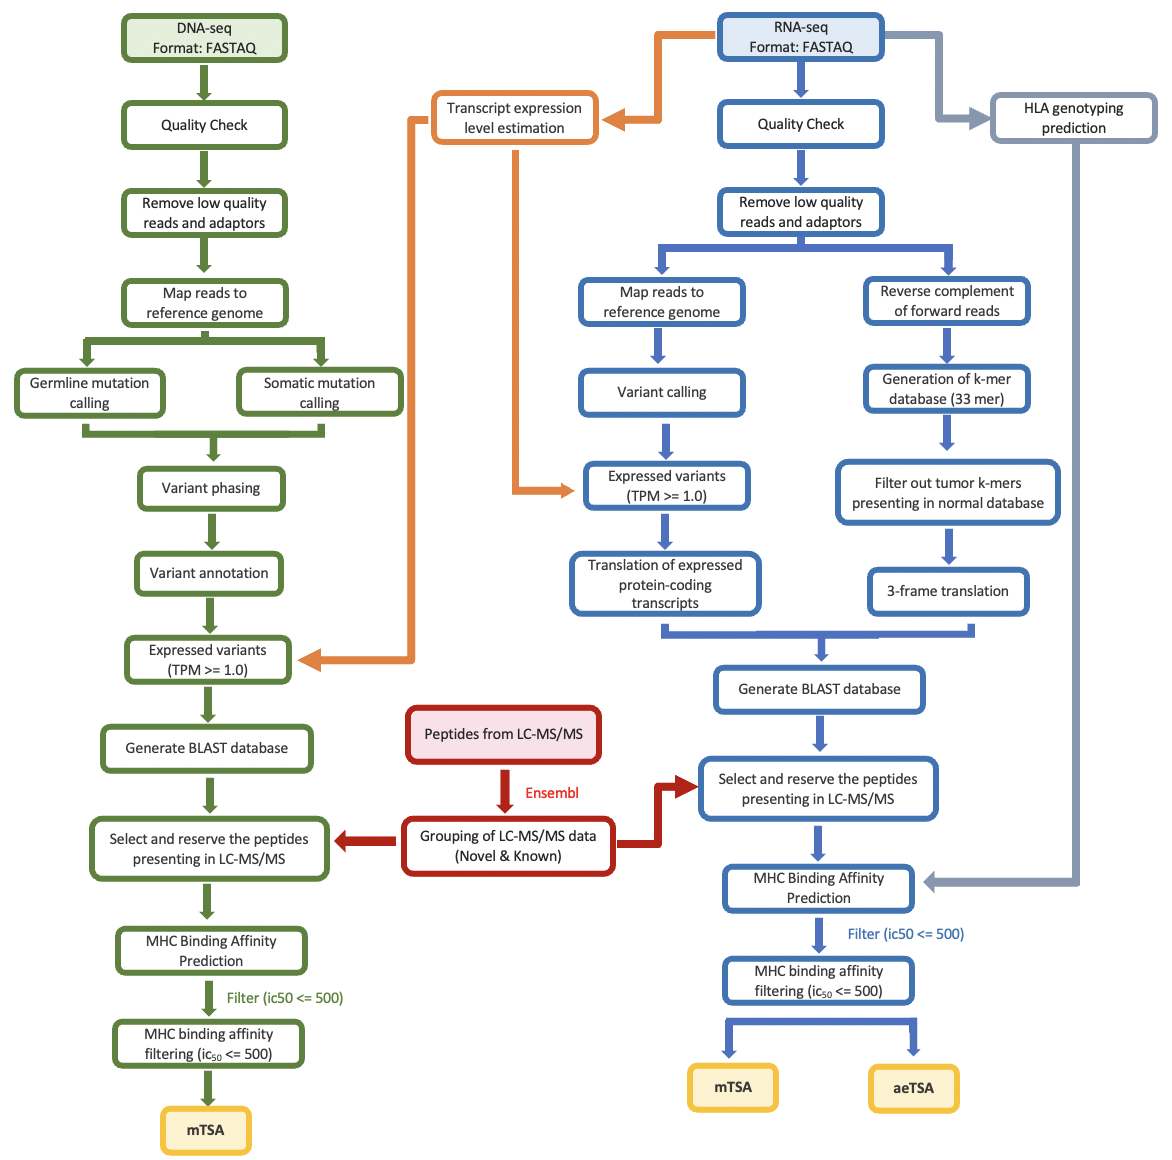 DNA-seq
Format: FASTAQ
Quality Check
Remove low quality
reads and adaptors
Map reads to
reference genome
Germline mutation
calling
Somatic mutation
calling
Variant phasing
Variant annotation
Expressed variants
(TPM >= 1.0)
Generate BLAST database
Select and reserve the peptides
presenting in LC-MS/MS
MHC Binding Affinity
Prediction
Filter (ic50 <= 500)
MHC binding affinity
filtering (ic₅₀ <= 500)
mTSA
Transcript expression
level estimation
Peptides from LC-MS/MS
Ensembl
Grouping of LC-MS/MS data
(Novel & Known)
RNA-seq
Format: FASTAQ
Quality Check
Remove low quality
reads and adaptors
Map reads to
reference genome
Variant calling
Expressed variants
(TPM >= 1.0)
Translation of expressed
protein-coding
transcripts
Reverse complement
of forward reads
Generation of k-mer
database (33 mer)
Filter out tumor k-mers
presenting in normal database
3-frame translation
Generate BLAST database
Select and reserve the peptides
presenting in LC-MS/MS
MHC Binding Affinity
Prediction
Filter (ic50 <= 500)
MHC binding affinity
filtering (ic₅₀ <= 500)
mTSA
aeTSA
HLA genotyping
prediction